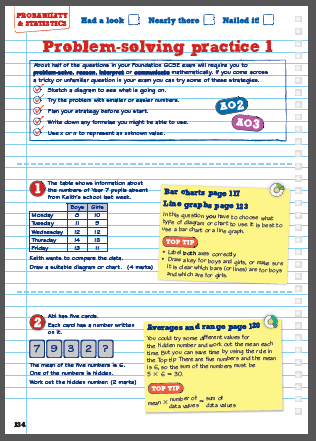 PROBABILITY
& STATISTICS
Had a look
Nearly there
Nailed it!
Problem-solving practice 1
About half of the questions in your Foundation GCSE exam will require you to
problem-solve, reason, interpret or communicate mathematically. If you come across
a tricky or unfamiliar question in your exam you can try some of these strategies.
Sketch a diagram to see what is going on.
Try the problem with smaller or easier numbers.
Plan your strategy before you start.
Write down any formulae you might be able to use.
Use x or n to represent an unknown value.
AO2
AO3
1
The table shows information about
the numbers of Year 7 pupils absent
from Keith's school last week.
Boys Girls
Monday 8 10
Tuesday 11 9
Wednesday 12 12
Thursday 14 13
Friday 13 11
Keith wants to compare the data.
Draw a suitable diagram or chart. (4 marks)
Bar charts page 117
Line graphs page 123
In this question you have to choose what
type of diagram or chart to use. It is best to
use a bar chart or a line graph.
TOP TIP
• Label both axes correctly
• Draw a key for boys and girls, or make sure
it is clear which bars (or lines) are for boys
and which are for girls.
2
Abi has five cards.
Each card has a number written
on it.
7 9 3 2 ?
The mean of the five numbers is 6.
One of the numbers is hidden.
Work out the hidden number. (2 marks)
Averages and range page 120
You could try some different values for
the hidden number and work out the mean each
time. But you can save time by using the rule in
the Top tip. There are five numbers and the mean
is 6, so the sum of the numbers must be
5 × 6 = 30.
TOP TIP
mean × number of data values = sum of data values
134